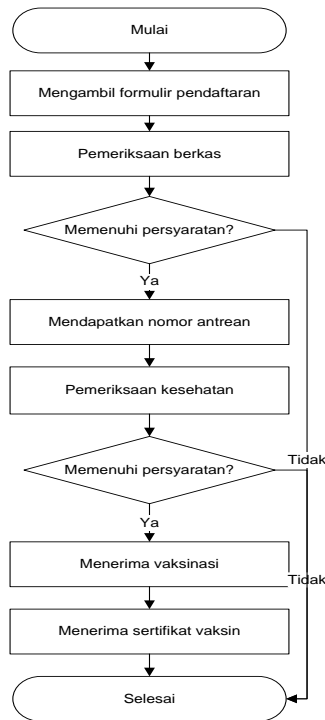 Mulai
Mengambil formulir pendaftaran
Pemeriksaan berkas
Memenuhi persyaratan?
Ya
Mendapatkan nomor antrean
Pemeriksaan kesehatan
Memenuhi persyaratan?
Tidak
Ya
Menerima vaksinasi
Tidak
Menerima sertifikat vaksin
Selesai